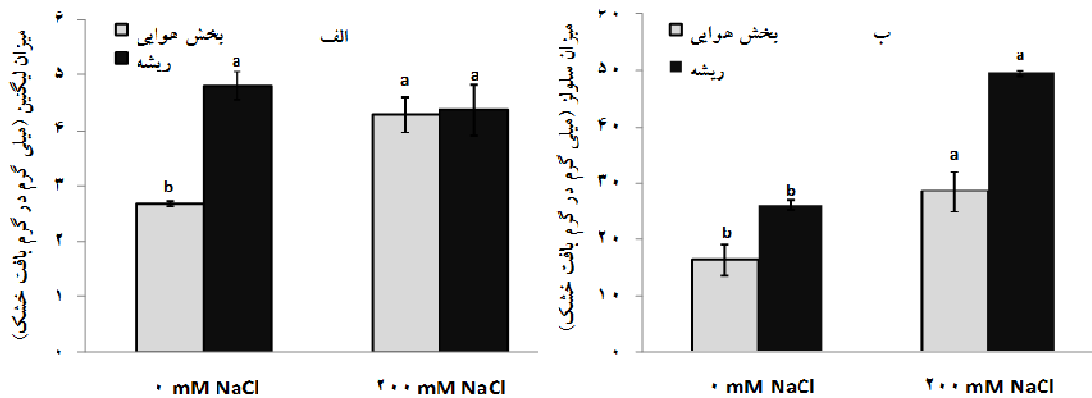 میزان لیگنین (میلی گرم در گرم بافت خشک)
۶
۵
۴
۳
۲
۱
۰
بخش هوایی
ریشه
الف
b
a
a
a
۰ mM NaCl
۲۰۰ mM NaCl
میزان سلولز (میلی گرم در گرم بافت خشک)
۶۰
۵۰
۴۰
۳۰
۲۰
۱۰
۰
بخش هوایی
ریشه
ب
b
b
a
a
۰ mM NaCl
۲۰۰ mM NaCl